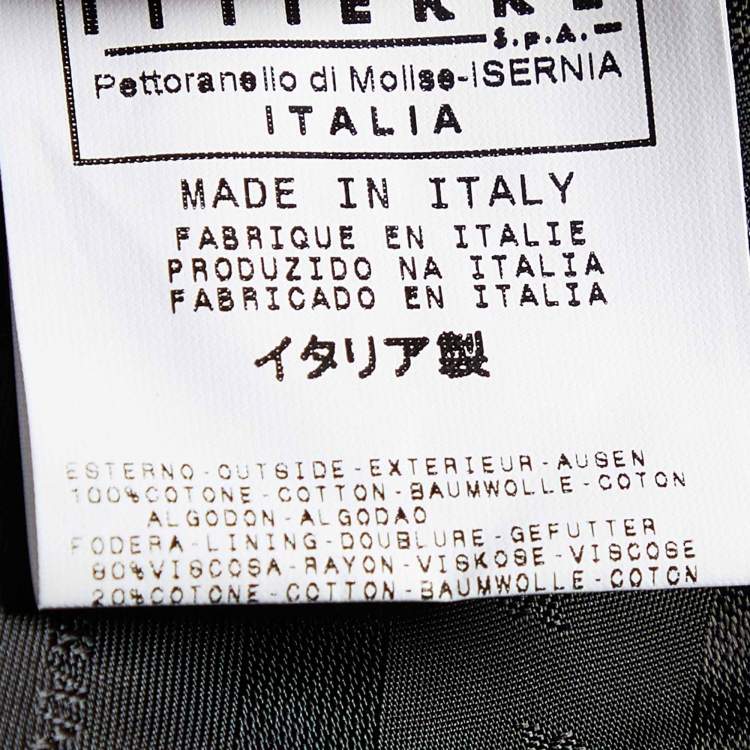 ITTIERRE
S.p.A.
Pettoranello di Molise-ISERNIA
ITALIA
MADE IN ITALY
FABRIQUE EN ITALIE
PRODUZIDO NA ITALIA
FABRICADO EN ITALIA
イタリア製
ESTERNO-OUTSIDE-EXTERIEUR-AUSEN
100%COTONE-COTTON-BAUMWOLLE-COTON
ALGODON-ALGODAO
FODERA-LINING-DOUBLURE-GEFUTTER
80%VISCOSA-RAYON-VISKOSE-VISCOSE
20%COTONE-COTTON-BAUMWOLLE-COTON